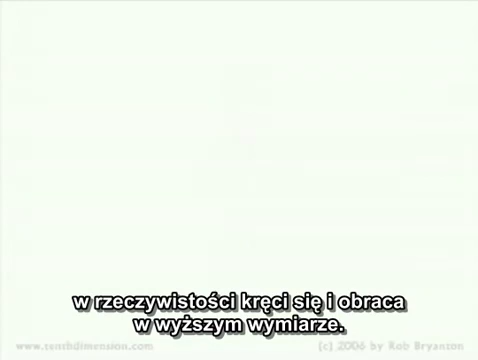 w rzeczywistości kręci się i obraca
w wyższym wymiarze.
www.tenthdimension.com (c) 2006 by Rob Bryanton